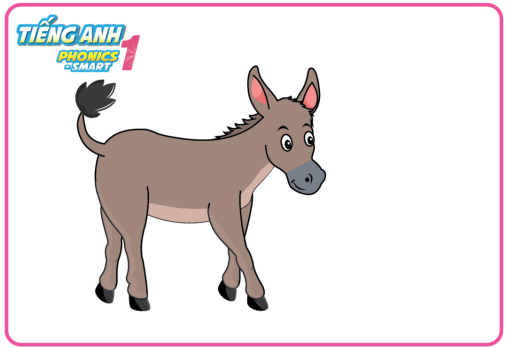 TIẾNG ANH
PHONICS
-SMART
1